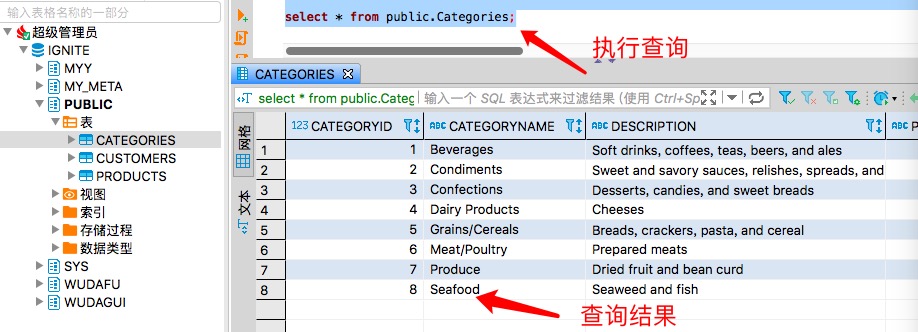 输入表格名称的一部分
超级管理员
IGNITE
MYY
MY_META
PUBLIC
表
CATEGORIES
CUSTOMERS
PRODUCTS
视图
索引
存储过程
数据类型
SYS
WUDAFU
WUDAGUI
select * from public.Categories;
执行查询
CATEGORIES
select * from public.Categ 输入一个 SQL 表达式来过滤结果 (使用 Ctrl+Sp
网格
文本
123 CATEGORYID ABC CATEGORYNAME ABC DESCRIPTION P
1 1 Beverages Soft drinks, coffees, teas, beers, and ales
2 2 Condiments Sweet and savory sauces, relishes, spreads, and
3 3 Confections Desserts, candies, and sweet breads
4 4 Dairy Products Cheeses
5 5 Grains/Cereals Breads, crackers, pasta, and cereal
6 6 Meat/Poultry Prepared meats
7 7 Produce Dried fruit and bean curd
8 8 Seafood Seaweed and fish
查询结果